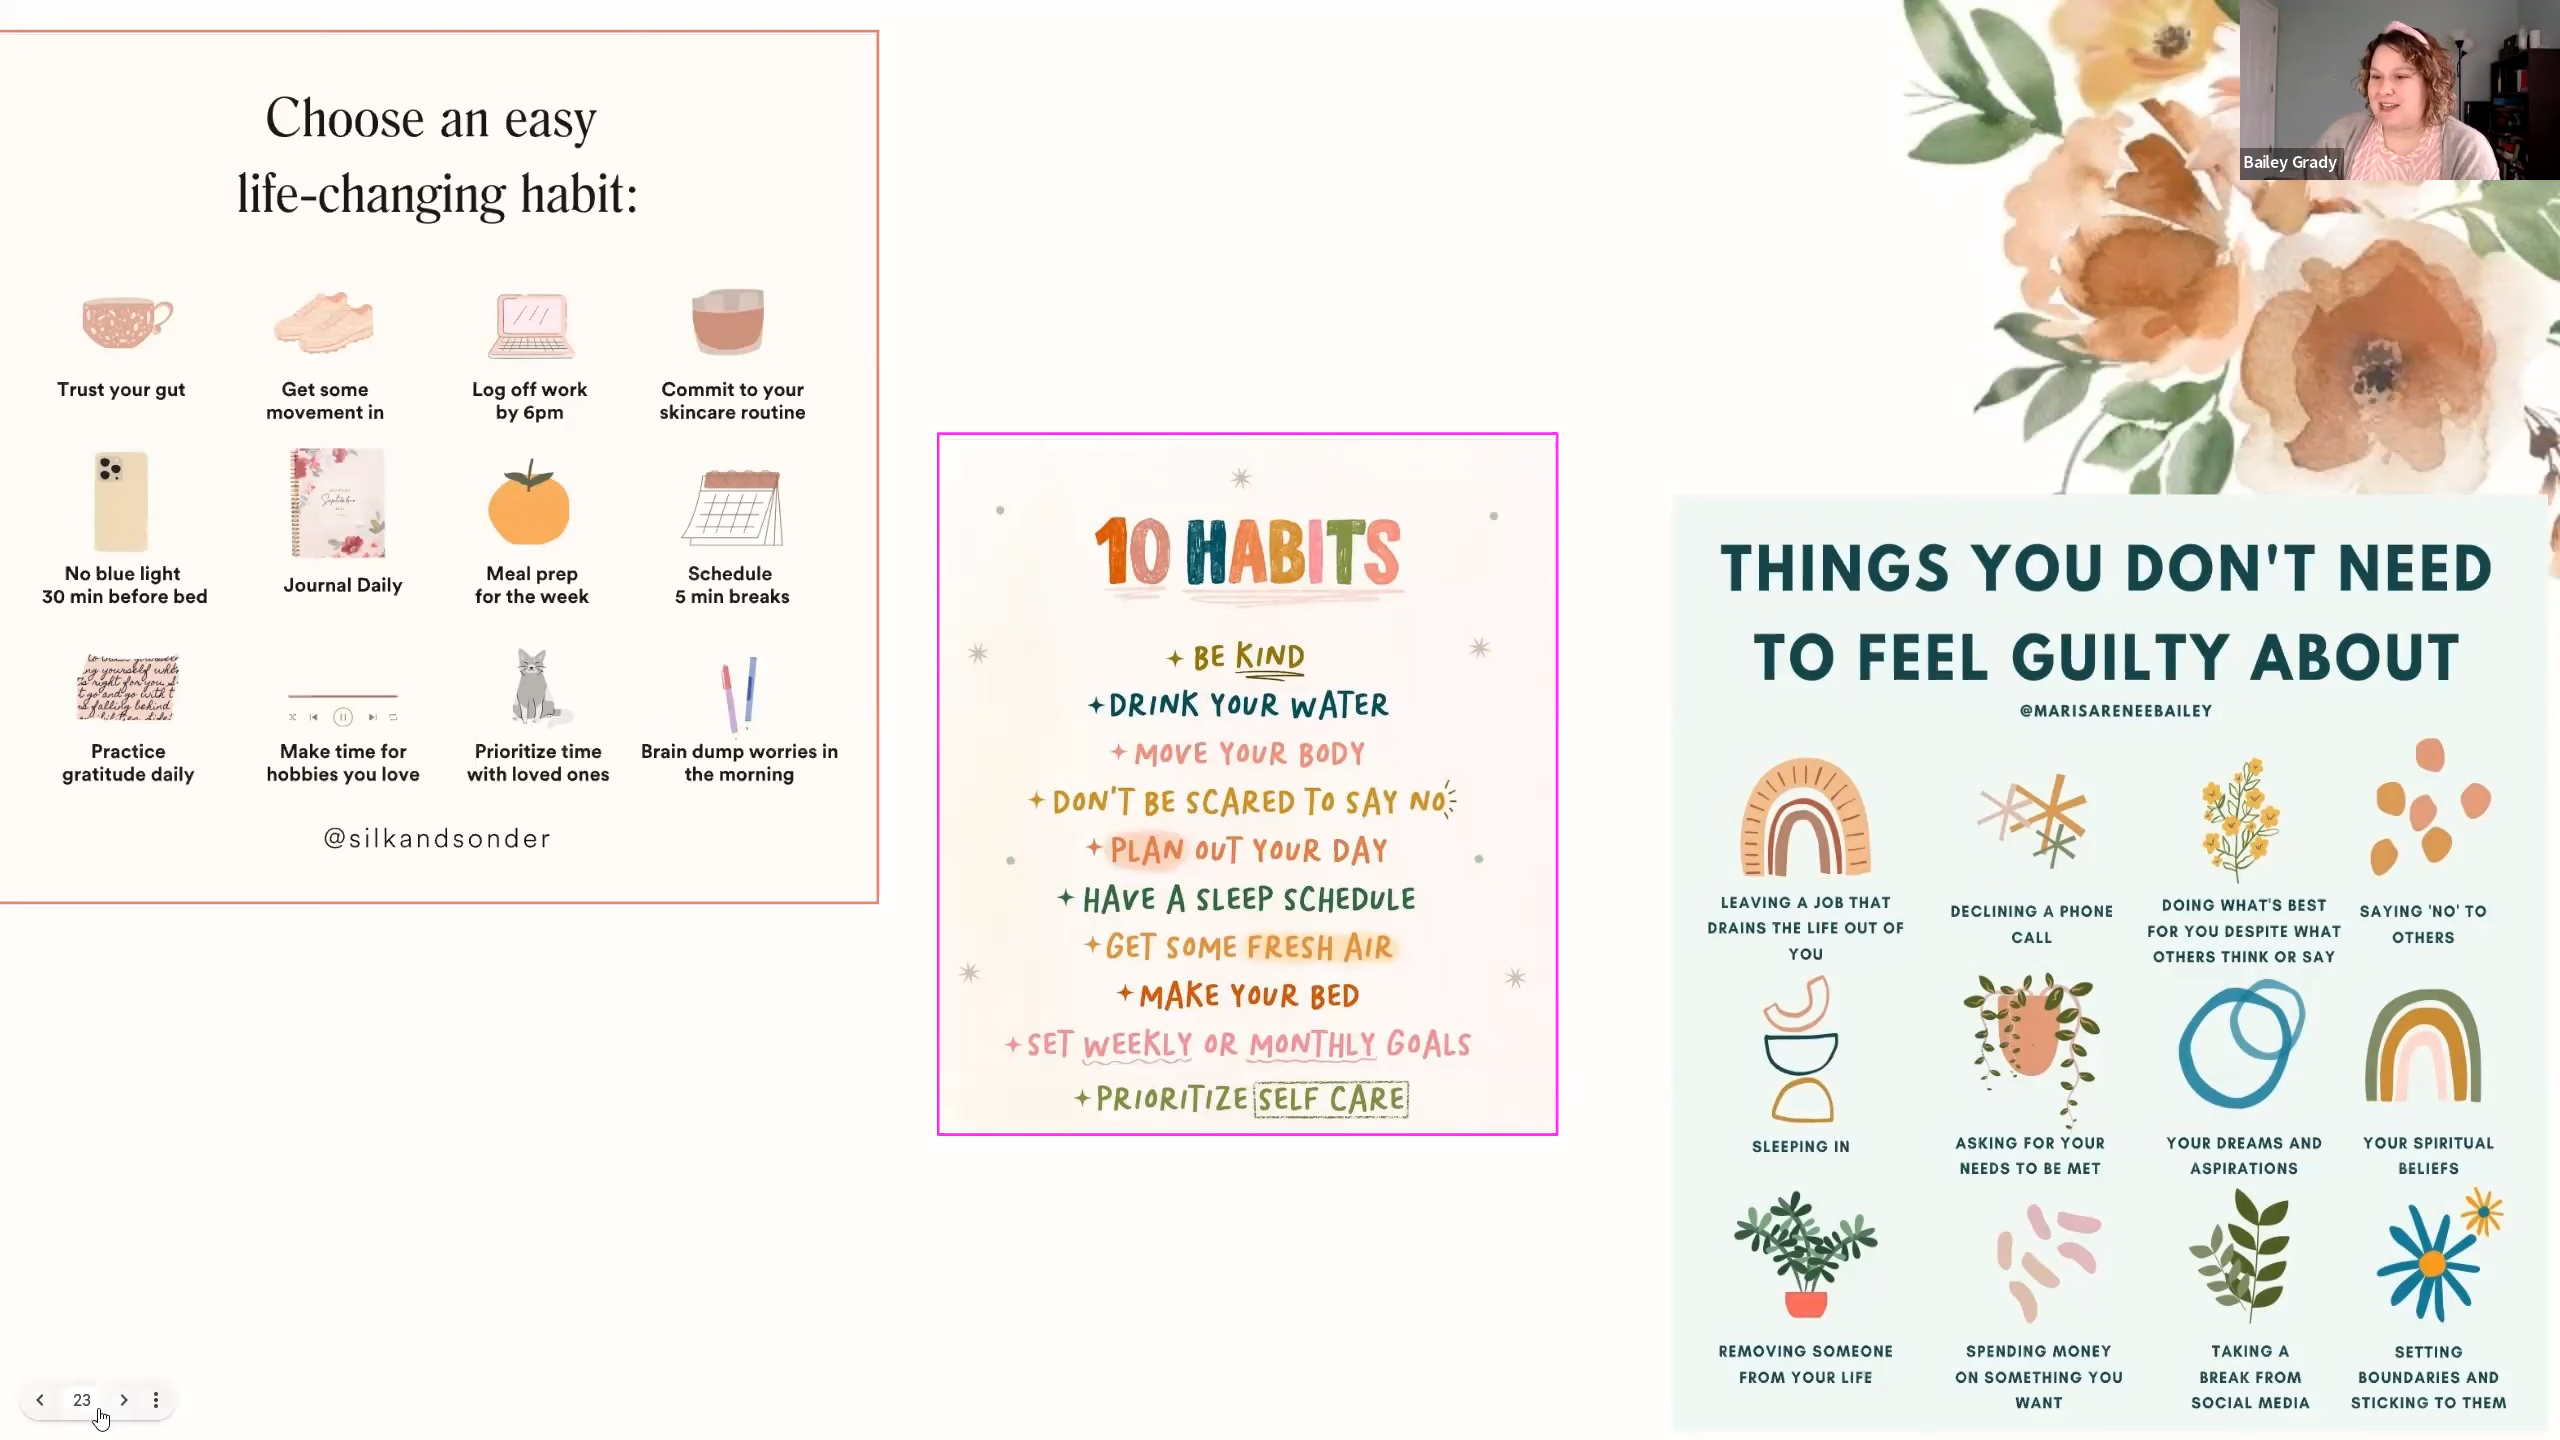 Choose an easy
life-changing habit:
Trust your gut
Get some
movement in
Log off work
by 6pm
Commit to your
skincare routine
No blue light
30 min before bed
Journal Daily
Meal prep
for the week
Schedule
5 min breaks
Practice
gratitude daily
Make time for
hobbies you love
Prioritize time
with loved ones
Brain dump worries in
the morning
@silkandsonder
10 HABITS
BE KIND
DRINK YOUR WATER
MOVE YOUR BODY
DON'T BE SCARED TO SAY NO
PLAN OUT YOUR DAY
HAVE A SLEEP SCHEDULE
GET SOME FRESH AIR
MAKE YOUR BED
SET WEEKLY OR MONTHLY GOALS
PRIORITIZE SELF CARE
Bailey Grady
THINGS YOU DON'T NEED
TO FEEL GUILTY ABOUT
@MARISARENEEBAILEY
LEAVING A JOB THAT
DRAINS THE LIFE OUT OF
YOU
DECLINING A PHONE
CALL
DOING WHAT'S BEST
FOR YOU DESPITE WHAT
OTHERS THINK OR SAY
SAYING 'NO' TO
OTHERS
SLEEPING IN
ASKING FOR YOUR
NEEDS TO BE MET
YOUR DREAMS AND
ASPIRATIONS
YOUR SPIRITUAL
BELIEFS
REMOVING SOMEONE
FROM YOUR LIFE
SPENDING MONEY
ON SOMETHING YOU
WANT
TAKING A
BREAK FROM
SOCIAL MEDIA
SETTING
BOUNDARIES AND
STICKING TO THEM
23